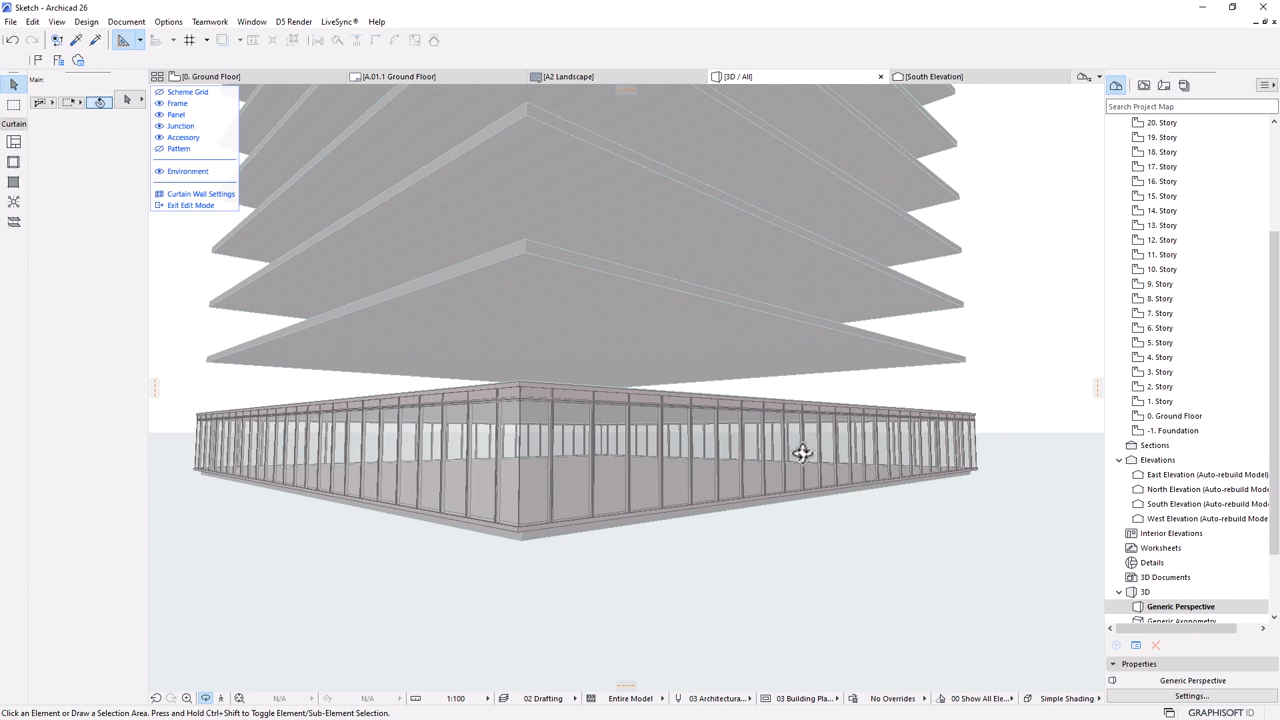 Sketch - Archicad 26
File Edit View Design Options Teamwork Document Window D5 Render LiveSync® Help
[0. Ground Floor] [A.01.1 Ground Floor] [A2 Landscape] [3D / All] [South Elevation]
Main:
Curtain
Scheme Grid
Frame
Panel
Junction
Accessory
Pattern
Environment
Curtain Wall Settings
Exit Edit Mode
Search Project Map
20. Story
19. Story
18. Story
17. Story
16. Story
15. Story
14. Story
13. Story
12. Story
11. Story
10. Story
9. Story
8. Story
7. Story
6. Story
5. Story
4. Story
3. Story
2. Story
1. Story
0. Ground Floor
-1. Foundation
Sections
Elevations
East Elevation (Auto-rebuild Model)
North Elevation (Auto-rebuild Mode
South Elevation (Auto-rebuild Mode
West Elevation (Auto-rebuild Mode
Interior Elevations
Worksheets
Details
3D Documents
3D
Generic Perspective
Generic Axonometry
Properties
Generic Perspective
Settings...
N/A N/A 1:100 02 Drafting Entire Model 03 Architectura... 03 Building Pla... No Overrides 00 Show All Ele... Simple Shading
Click an Element or Draw a Selection Area. Press and Hold Ctrl+Shift to Toggle Element/Sub-Element Selection.
GRAPHISOFT ID